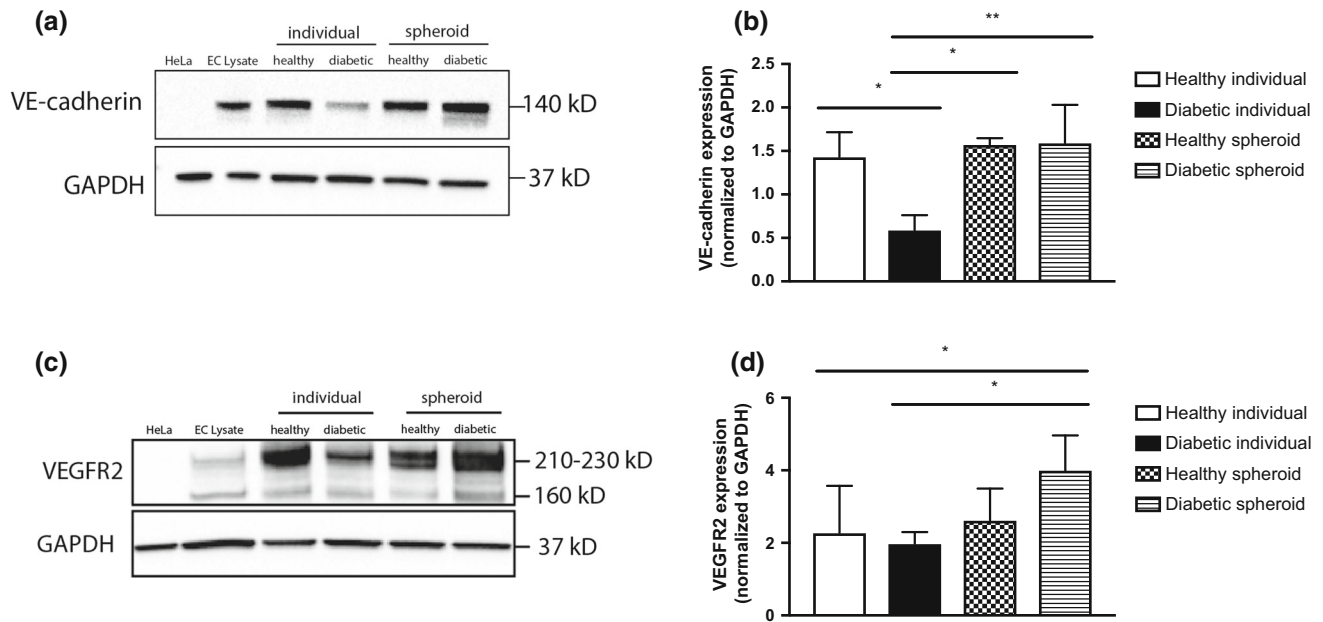 (a)
individual
spheroid
HeLa EC Lysate healthy diabetic healthy diabetic
VE-cadherin
140 kD
GAPDH
37 kD
(b)
**
*
*
VE-cadherin expression
(normalized to GAPDH)
2.5
2.0
1.5
1.0
0.5
0.0
Healthy individual
Diabetic individual
Healthy spheroid
Diabetic spheroid
(c)
individual
spheroid
HeLa EC Lysate healthy diabetic healthy diabetic
VEGFR2
210-230 kD
160 kD
GAPDH
37 kD
(d)
*
*
VEGFR2 expression
(normalized to GAPDH)
6
4
2
0
Healthy individual
Diabetic individual
Healthy spheroid
Diabetic spheroid